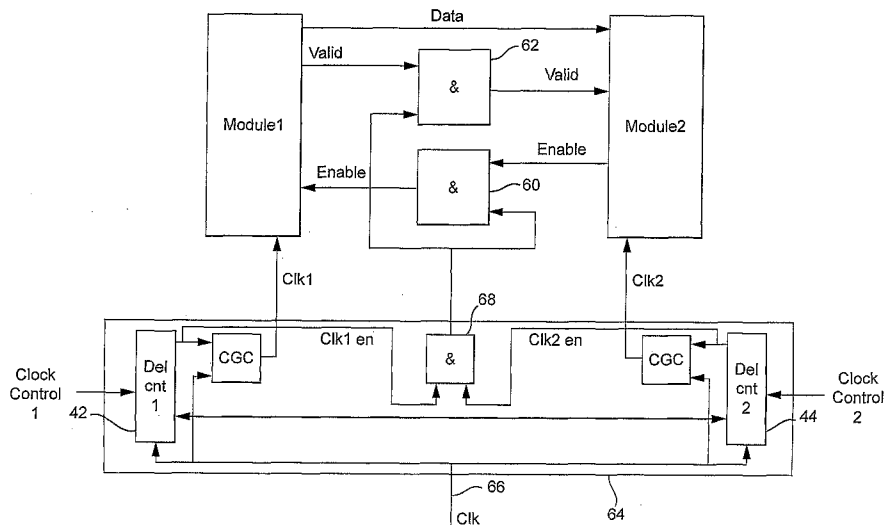 Data
62
Valid
Valid
&
Module1
Module2
Enable
Enable
&
60
Clk1
Clk2
68
Clk1 en
Clk2 en
CGC
&
CGC
Del
cnt
1
Del
cnt
2
Clock
Control
1
Clock
Control
2
42
44
66
64
Clk